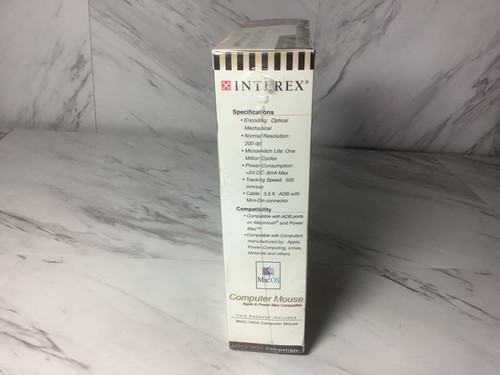 INTEREX®
Specifications
• Encoding: Optical
Mechanical
• Normal Resolution:
200 dpi
• Microswitch Life: One
Million Cycles
• Power Consumption:
+5V DC: 8mA Max
• Tracking Speed: 500
mm/sec
• Cable: 3.5 ft. ADB with
Mini-Din connector
Compatibility
• Compatible with ADB ports
on Macintosh® and Power
Mac™
• Compatible with Computers
manufactured by: Apple,
Power Computing, Umax,
Motorola and others.
Mac OS
Computer Mouse
Apple & Power Mac Compatible
THIS PACKAGE INCLUDES
Computer Mouse
Compatible